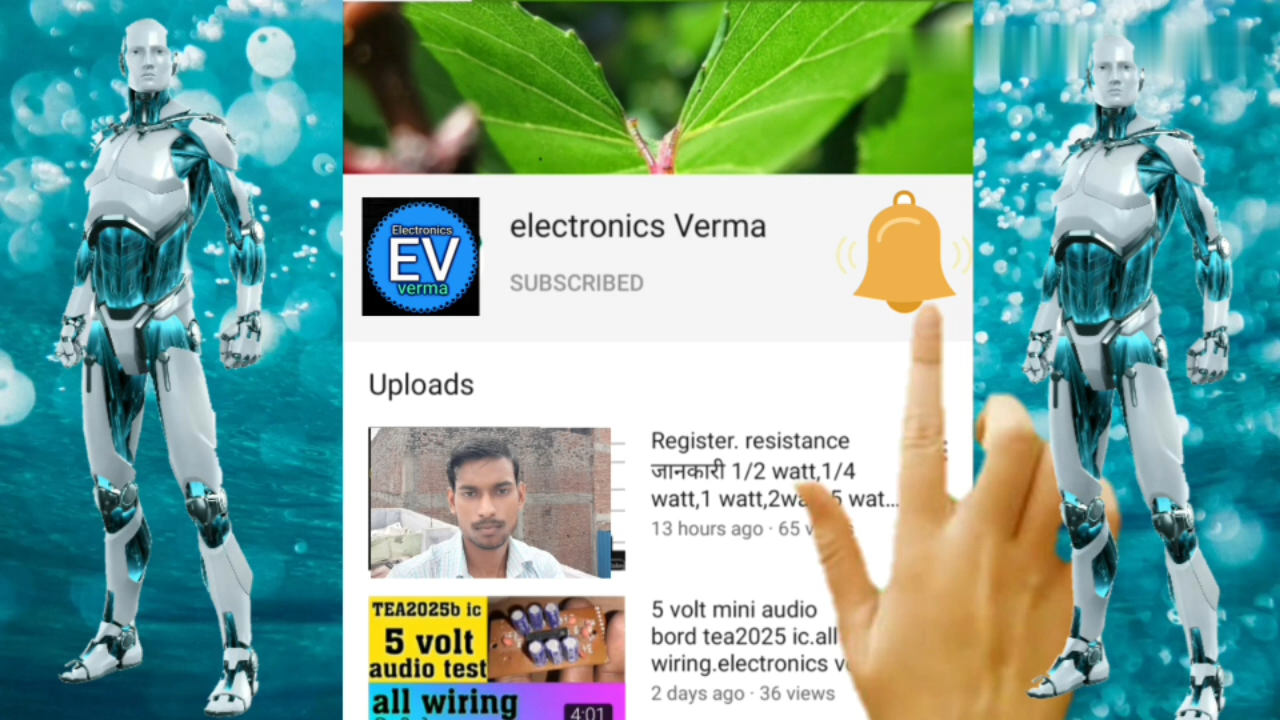 Electronics
EV
verma
electronics Verma
SUBSCRIBED
Uploads
Register. resistance
जानकारी 1/2 watt,1/4
watt,1 watt,2wa 5 wat...
13 hours ago · 65 v
TEA2025b ic
5 volt
audio test
all wiring
4:01
5 volt mini audio
bord tea2025 ic.all
wiring.electronics v
2 days ago · 36 views